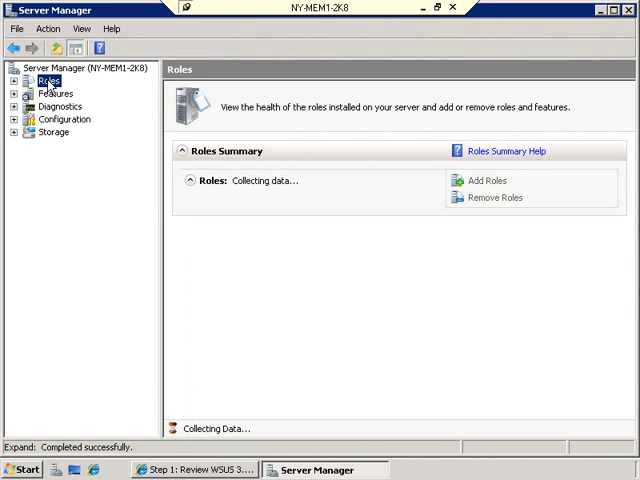 Server Manager
NY-MEM1-2K8
File Action View Help
Server Manager (NY-MEM1-2K8)
Roles
Features
Diagnostics
Configuration
Storage
Roles
View the health of the roles installed on your server and add or remove roles and features.
Roles Summary
Roles Summary Help
Roles: Collecting data...
Add Roles
Remove Roles
Collecting Data...
Expand: Completed successfully.
Start
Step 1: Review WSUS 3....
Server Manager